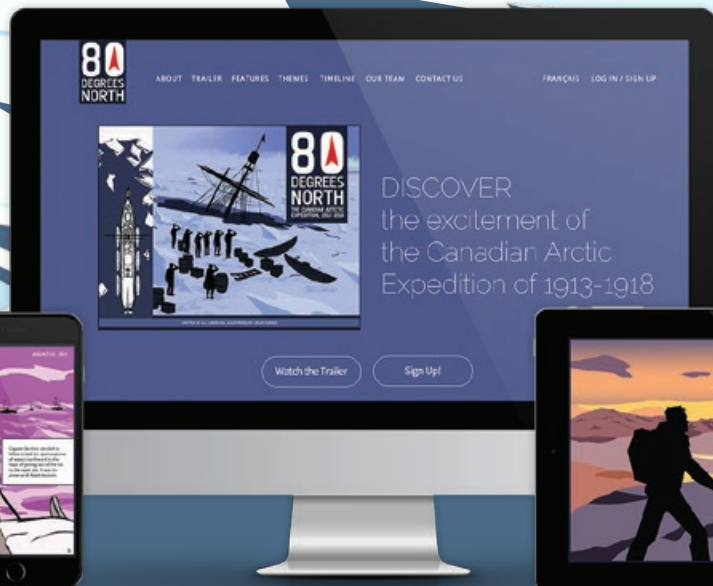 80
DEGREES
NORTH
ABOUT TRAILER FEATURES THEMES TIMELINE OUR TEAM CONTACT US FRANÇAIS LOG IN / SIGN UP
80
DEGREES
NORTH
THE CANADIAN ARCTIC
EXPEDITION, 1913-1918
DISCOVER
the excitement of
the Canadian Arctic
Expedition of 1913-1918
Watch the Trailer Sign Up!